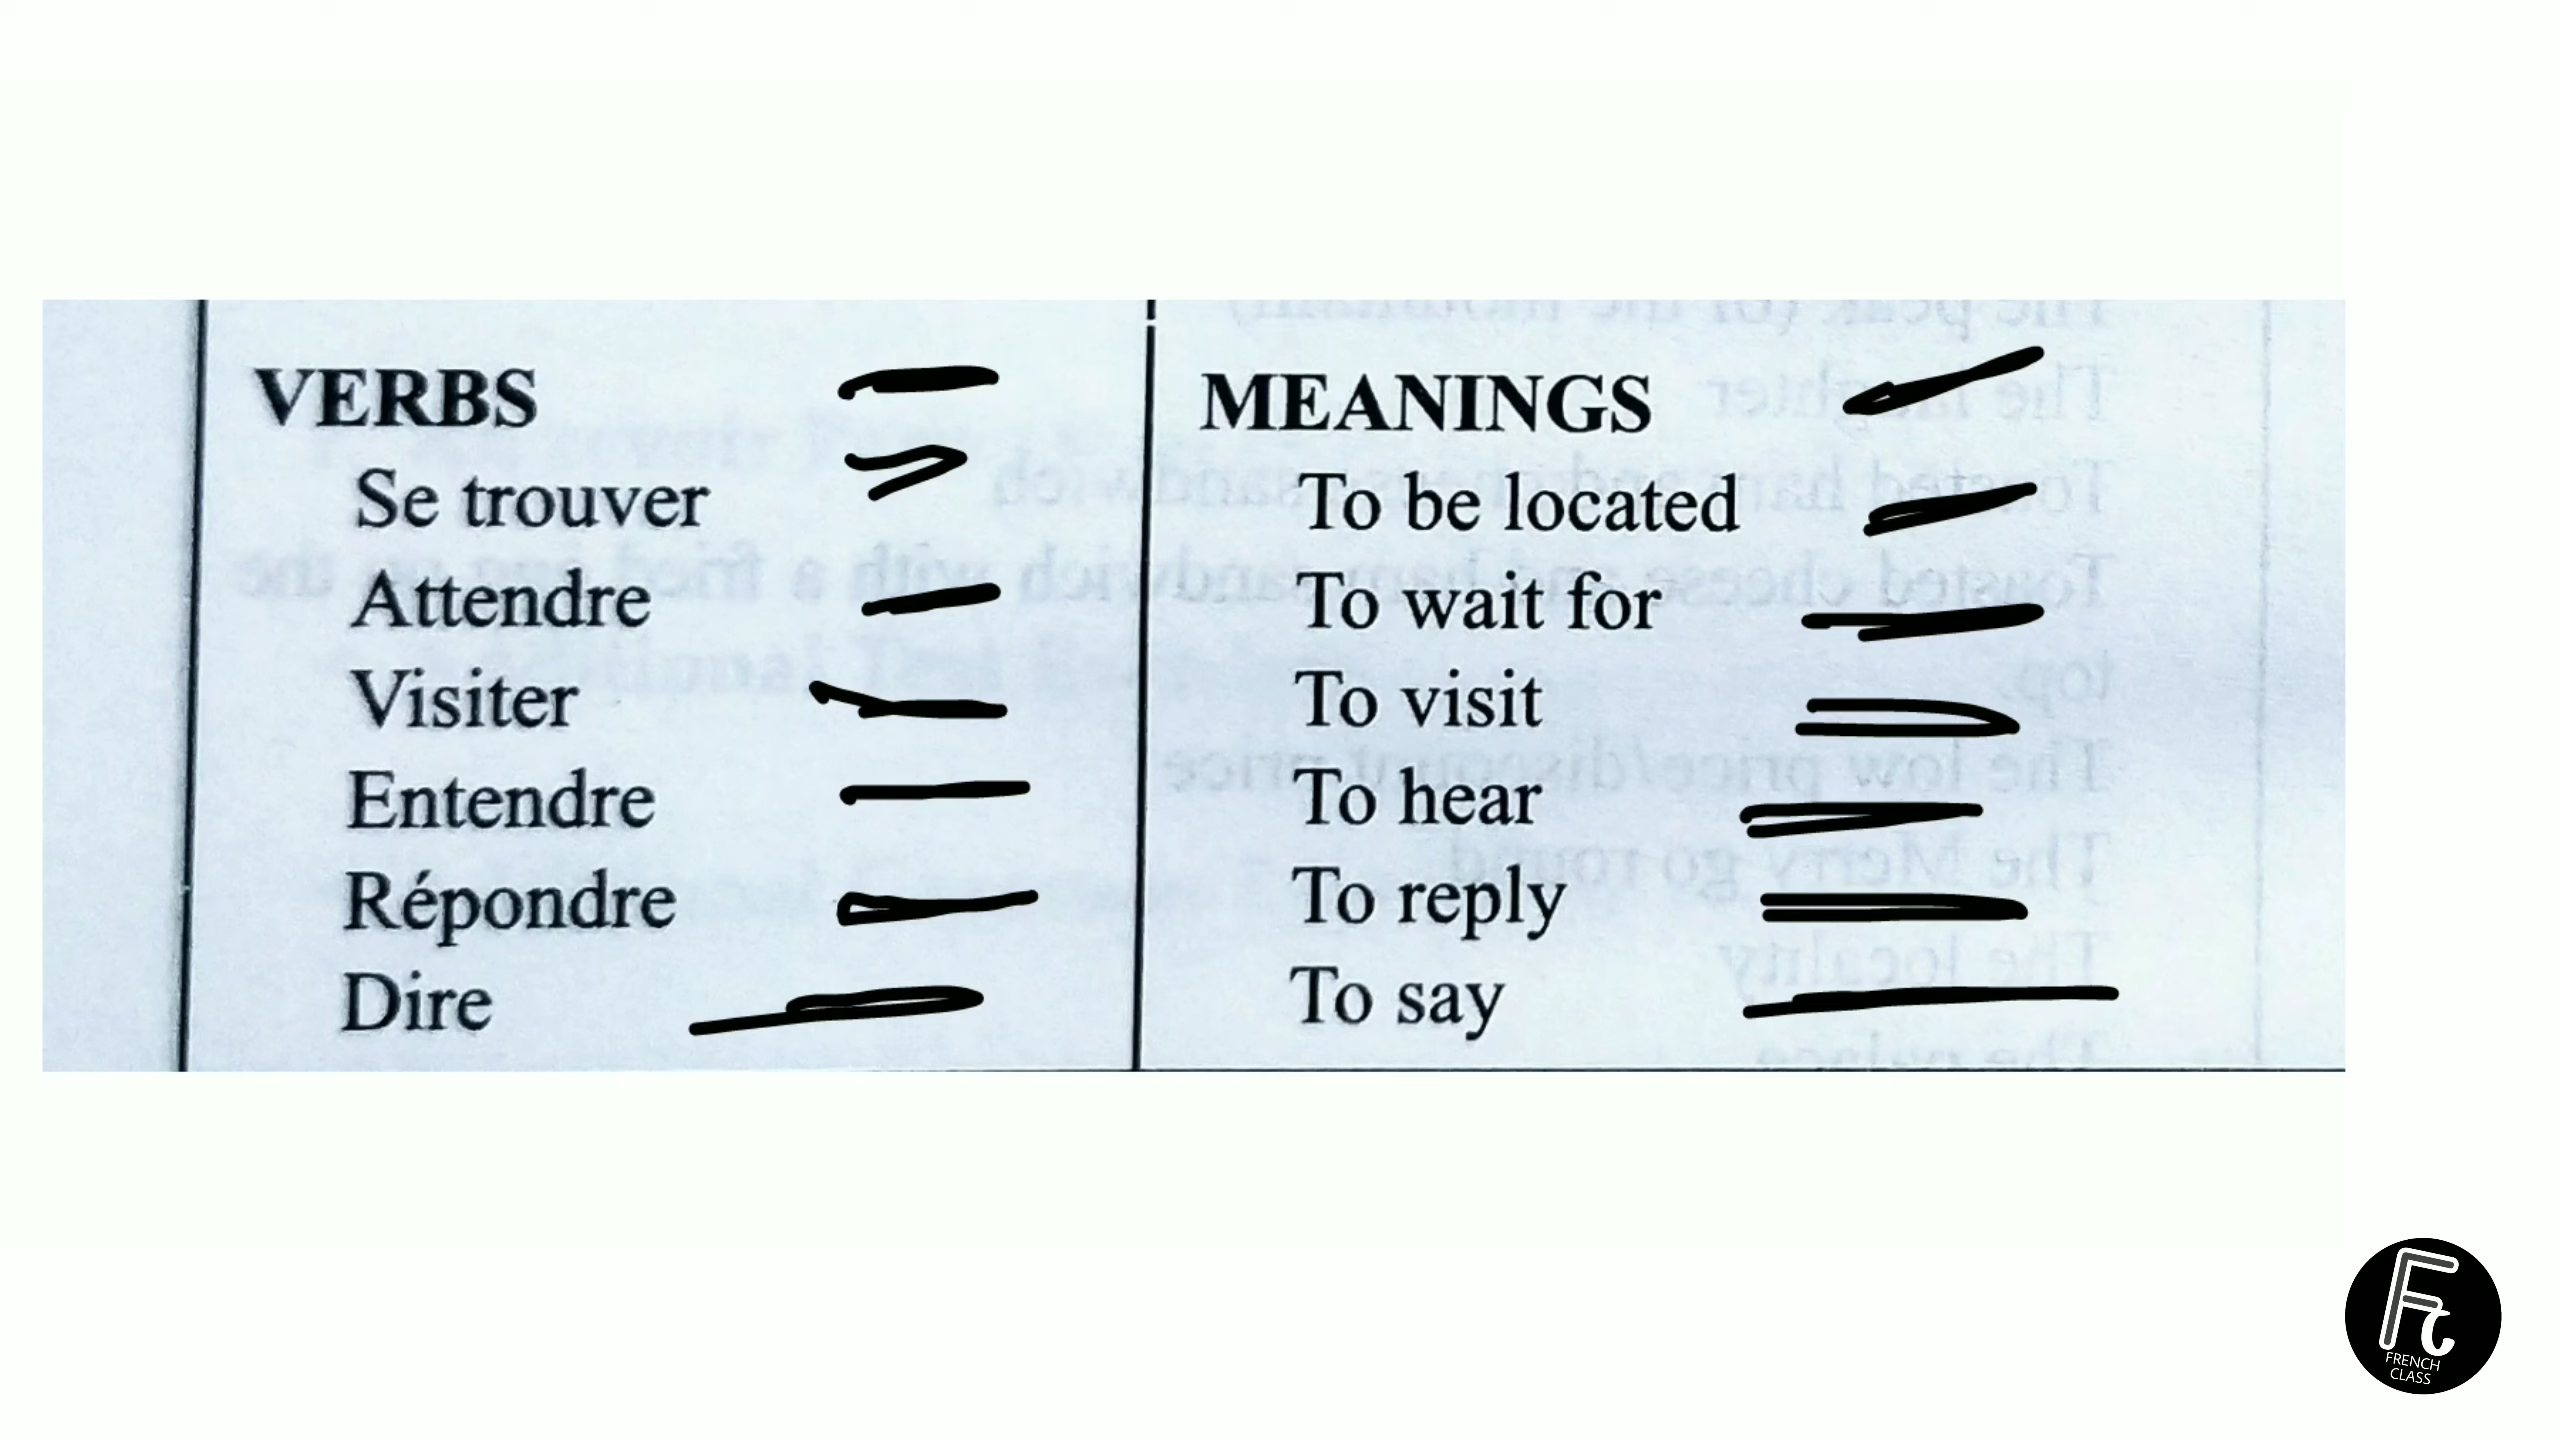 VERBS
MEANINGS
Se trouver
To be located
Attendre
To wait for
Visiter
To visit
Entendre
To hear
Répondre
To reply
Dire
To say
Fc
FRENCH
CLASS